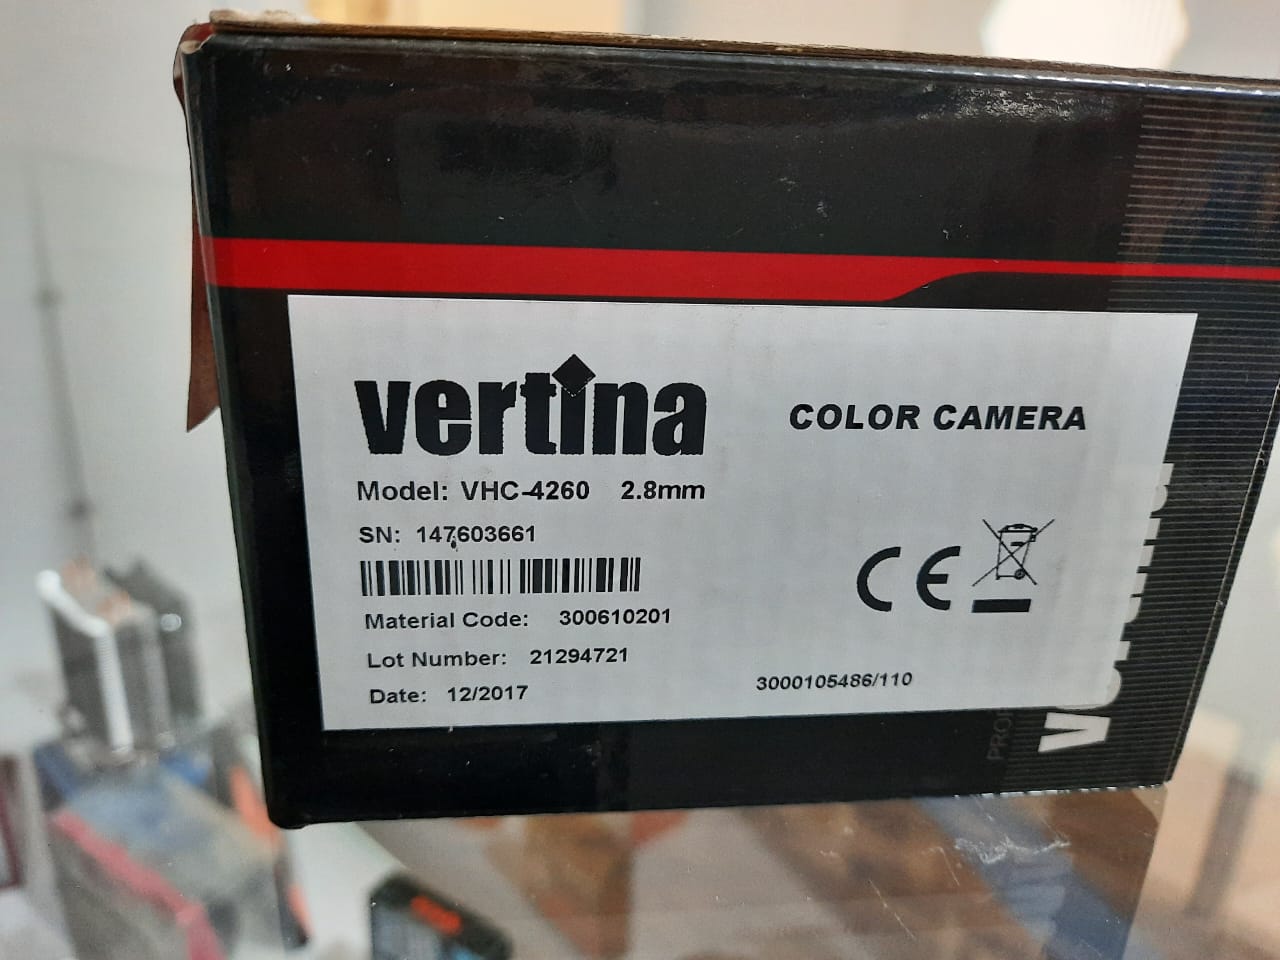 vertina
COLOR CAMERA
Model: VHC-4260 2.8mm
SN: 147603661
Material Code: 300610201
Lot Number: 21294721
Date: 12/2017
3000105486/110
CE